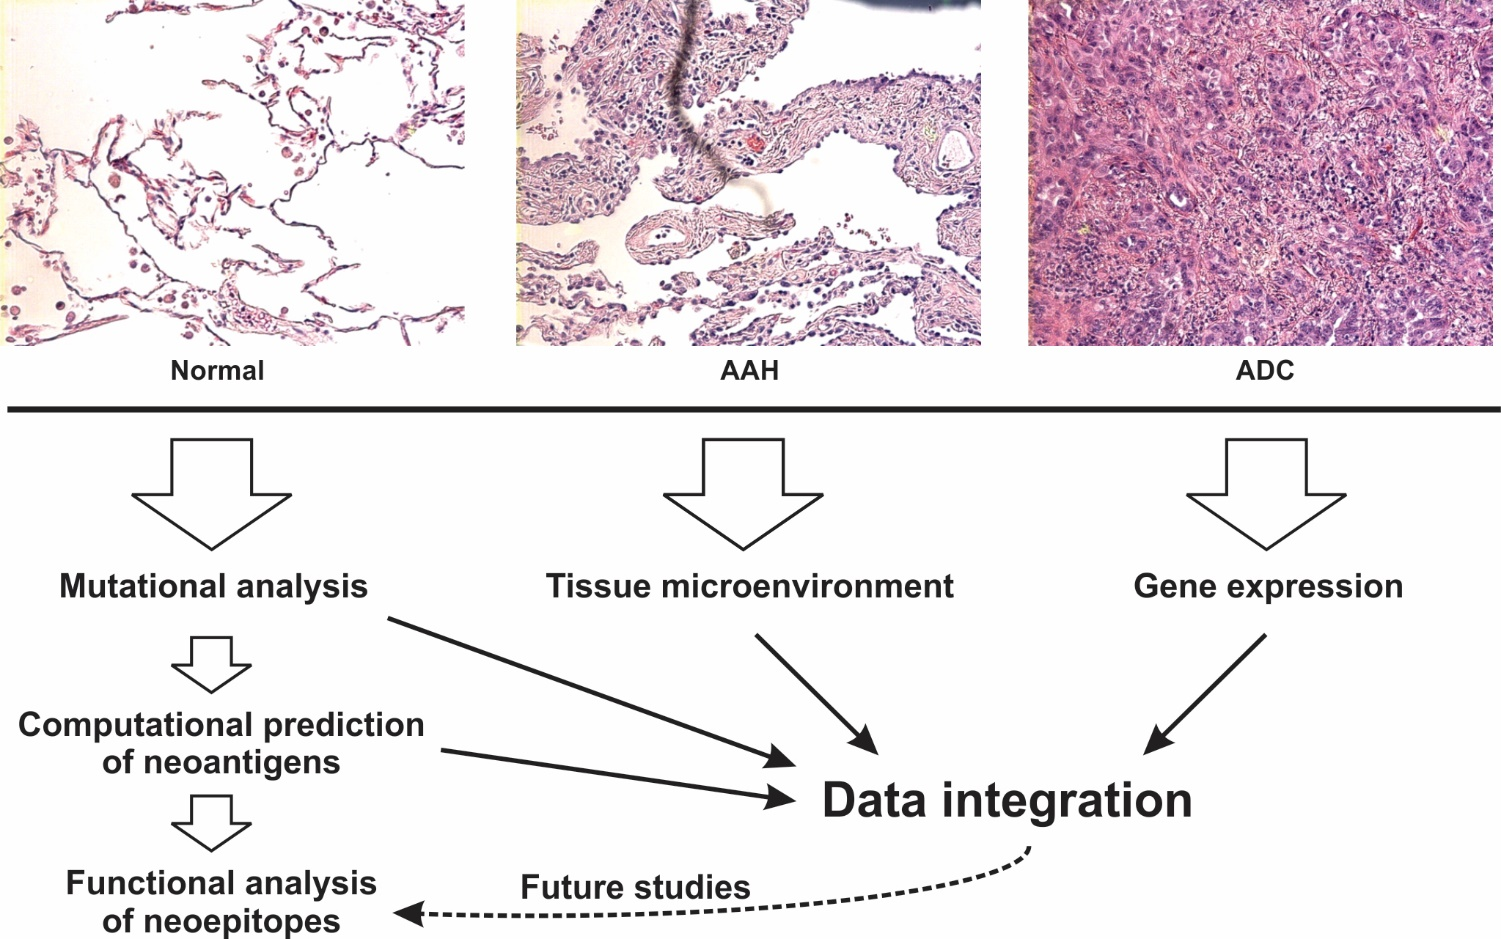 Normal
AAH
ADC
Mutational analysis
Tissue microenvironment
Gene expression
Computational prediction
of neoantigens
Data integration
Functional analysis
of neoepitopes
Future studies